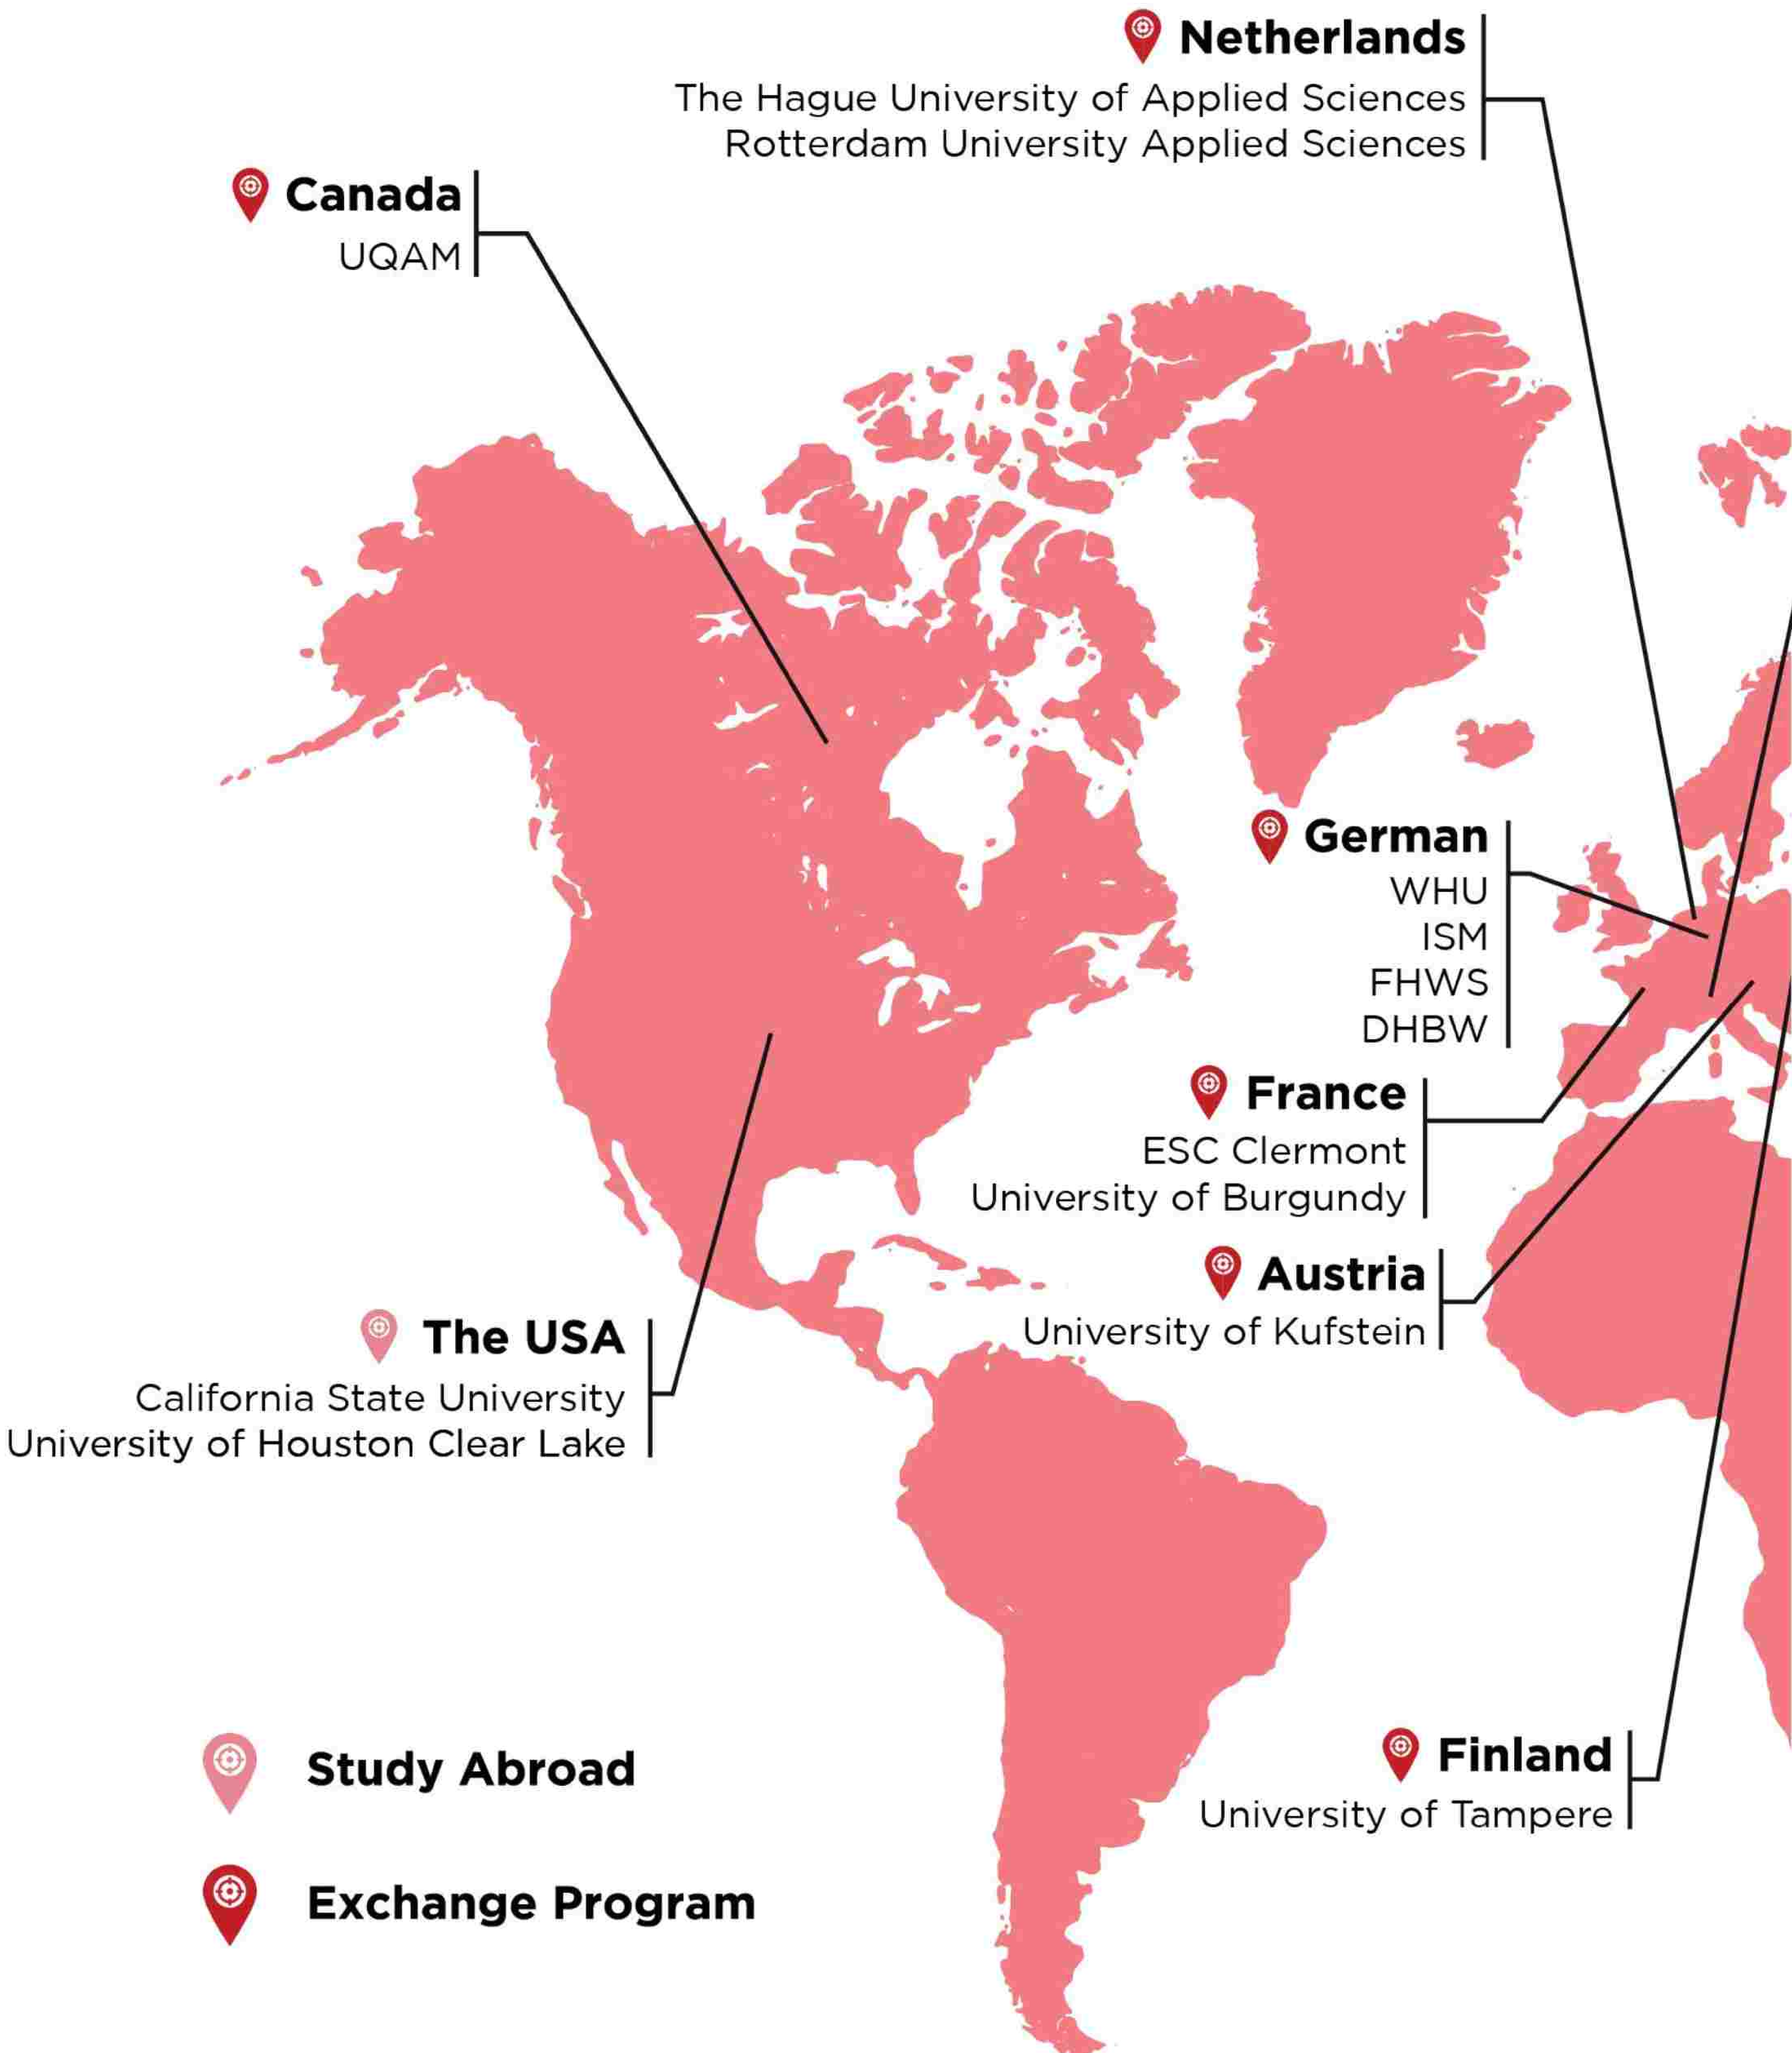 Netherlands
The Hague University of Applied Sciences
Rotterdam University Applied Sciences
Canada
UQAM
German
WHU
ISM
FHWS
DHBW
France
ESC Clermont
University of Burgundy
Austria
University of Kufstein
The USA
California State University
University of Houston Clear Lake
Finland
University of Tampere
Study Abroad
Exchange Program